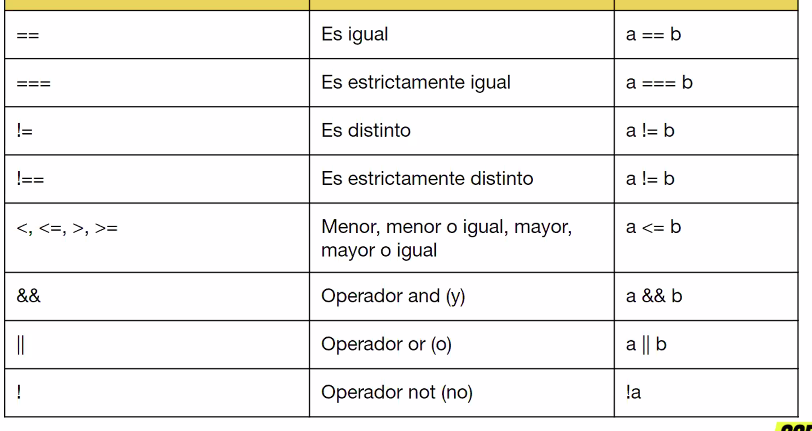 == Es igual a == b
=== Es estrictamente igual a === b
!= Es distinto a != b
!== Es estrictamente distinto a != b
<, <=, >, >= Menor, menor o igual, mayor, a <= b
mayor o igual
&& Operador and (y) a && b
|| Operador or (o) a || b
! Operador not (no) !a